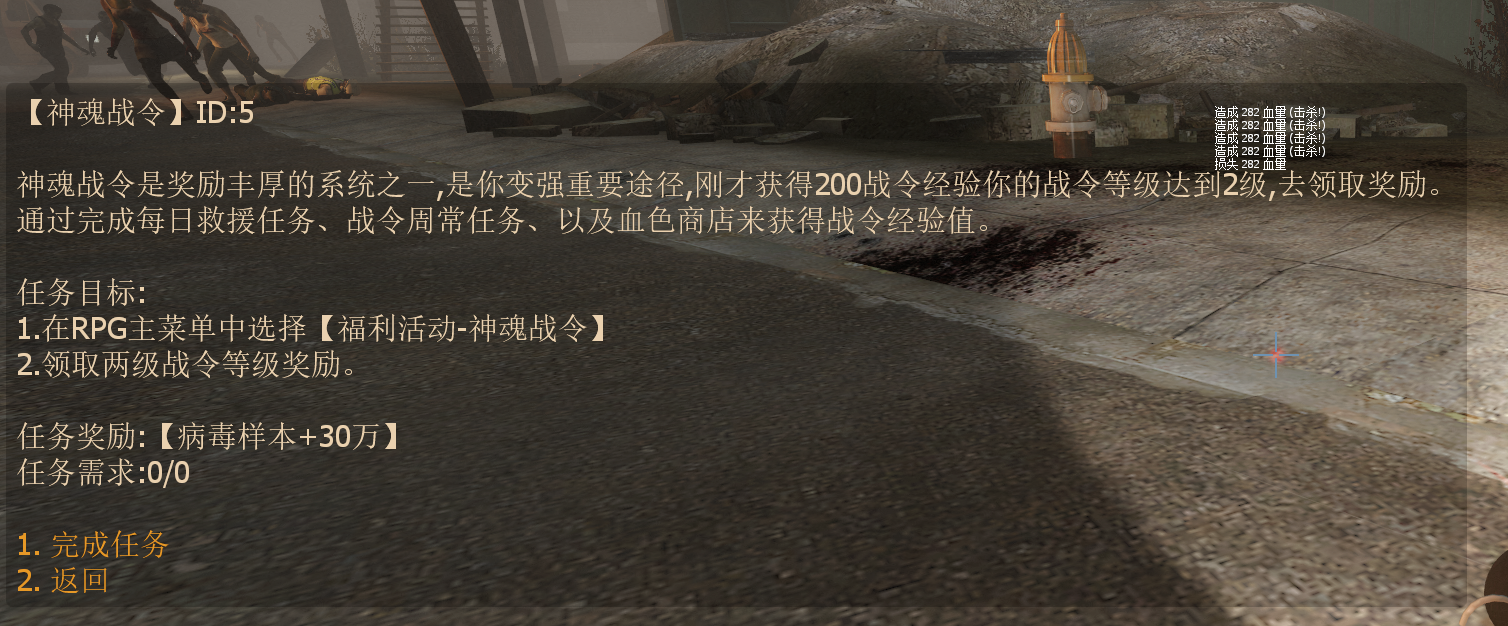 【神魂战令】ID:5
造成 282 血量 (击杀!)
造成 282 血量 (击杀!)
造成 282 血量 (击杀!)
造成 282 血量 (击杀!)
损失 282 血量
神魂战令是奖励丰厚的系统之一,是你变强重要途径,刚才获得200战令经验你的战令等级达到2级,去领取奖励。
通过完成每日救援任务、战令周常任务、以及血色商店来获得战令经验值。
任务目标:
1.在RPG主菜单中选择【福利活动-神魂战令】
2.领取两级战令等级奖励。
任务奖励:【病毒样本+30万】
任务需求:0/0
1. 完成任务
2. 返回